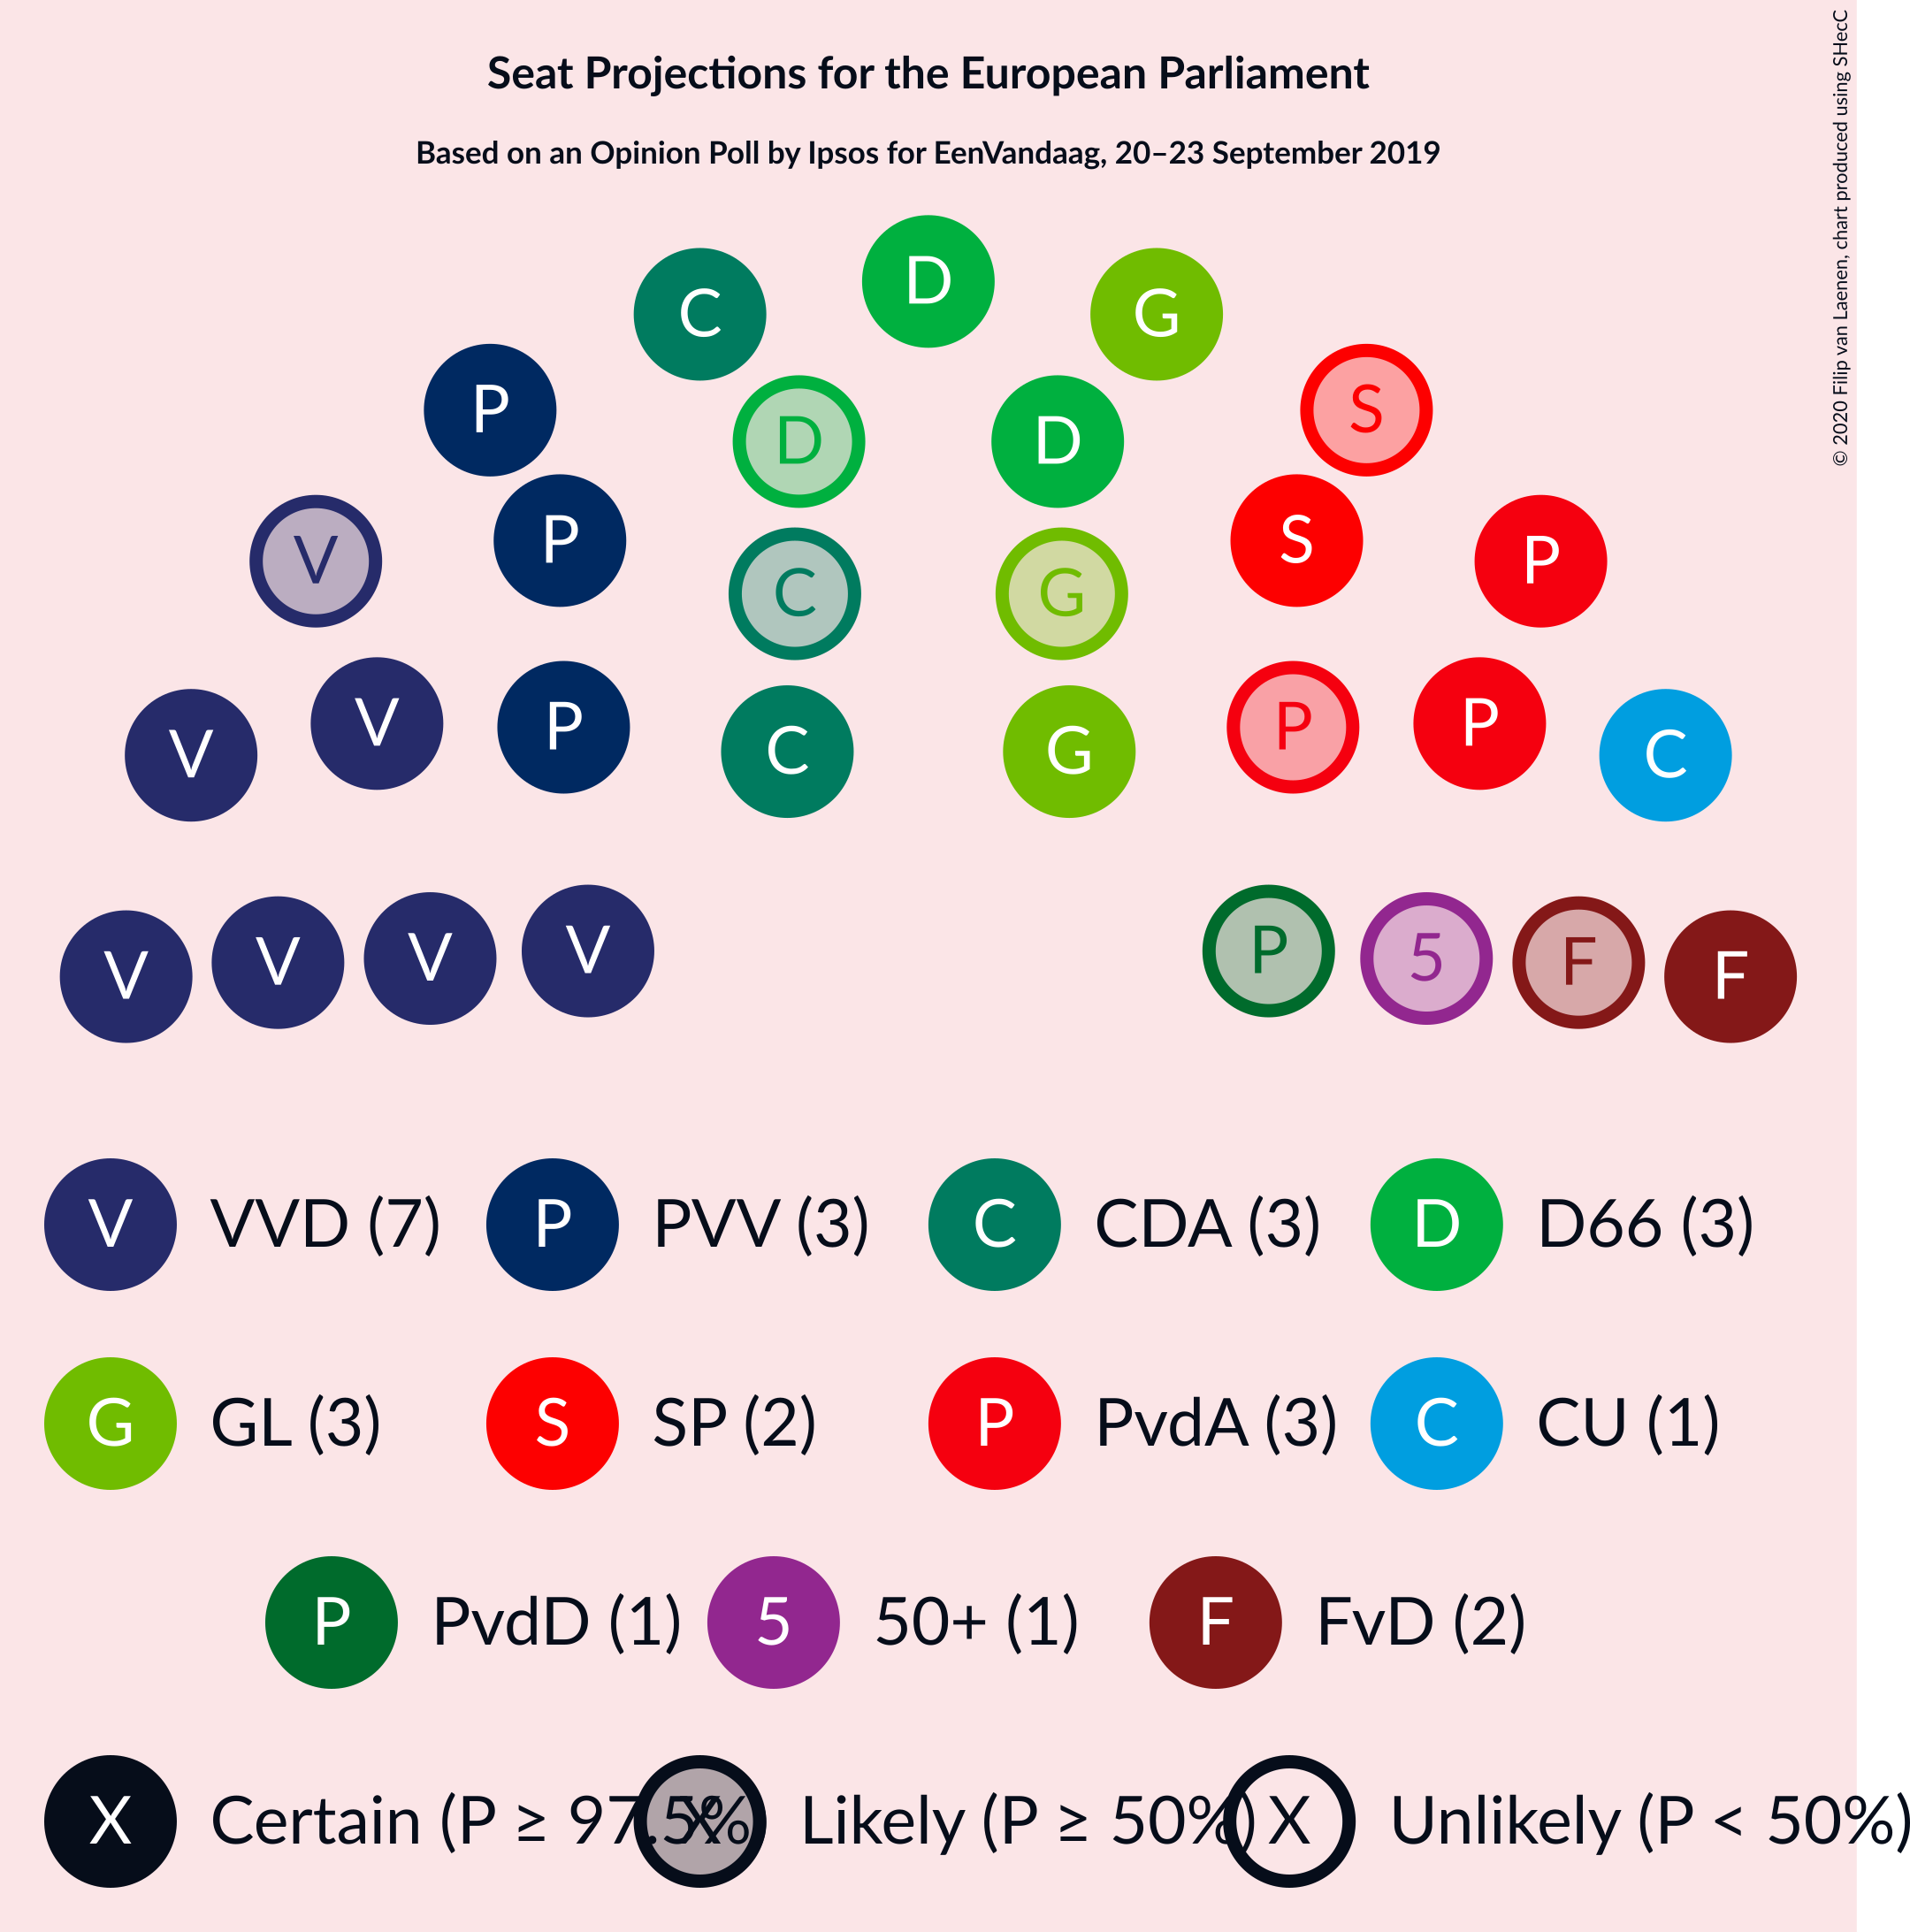 Seat Projections for the European Parliament
Based on an Opinion Poll by Ipsos for EenVandaag, 20–23 September 2019
© 2020 Filip van Laenen, chart produced using SHecC
D
C G
P S
D D
V P S P
C G
V V P C G P P C
V V V V P 5 F F
V VVD (7) P PVV (3) C CDA (3) D D66 (3)
G GL (3) S SP (2) P PvdA (3) C CU (1)
P PvdD (1) 5 50+ (1) F FvD (2)
X Certain (P ≥ 97.5% X Likely (P ≥ 50%) X Unlikely (P < 50%)